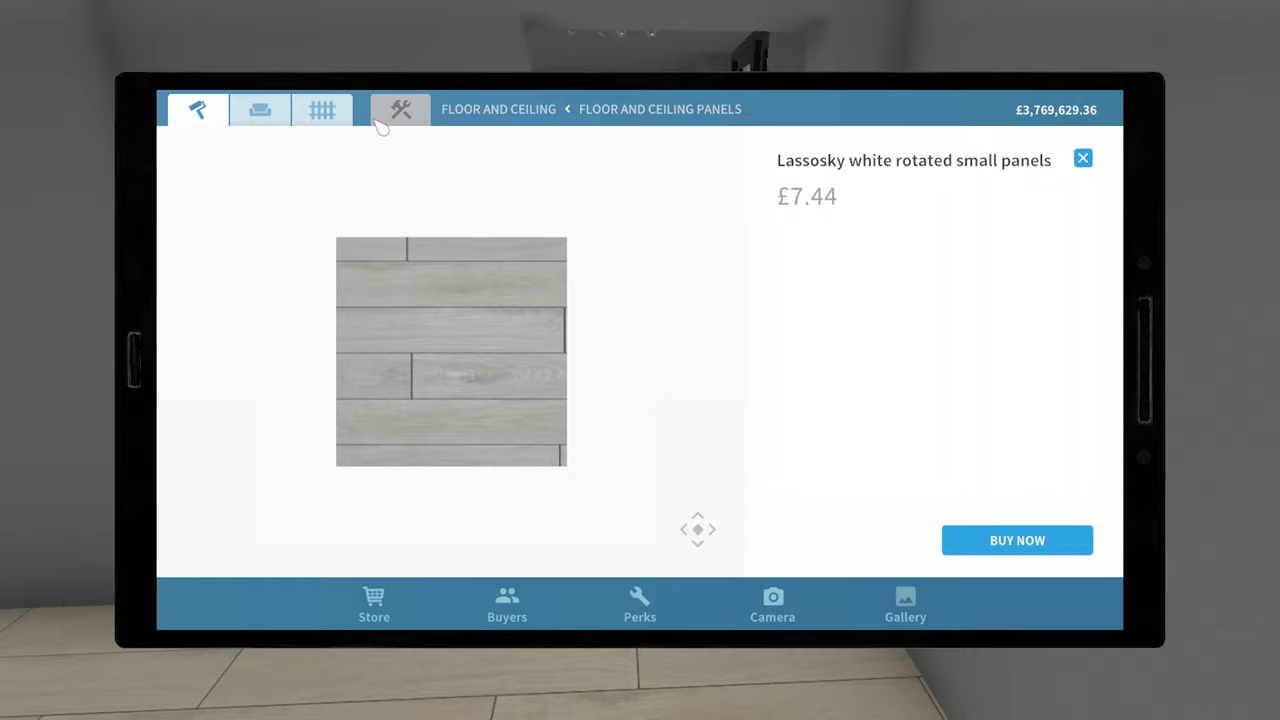 FLOOR AND CEILING < FLOOR AND CEILING PANELS
£3,769,629.36
Lassosky white rotated small panels
£7.44
BUY NOW
Store
Buyers
Perks
Camera
Gallery